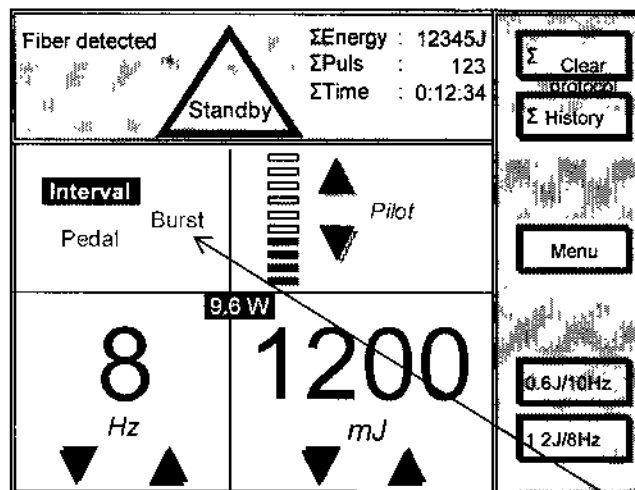 Fiber detected
Standby
ΣEnergy : 12345J
ΣPuls : 123
ΣTime : 0:12:34
Σ Clear
protocol
Σ History
Interval
Burst
Pedal
Pilot
Menu
9.6 W
8
Hz
1200
mJ
0.6J/10Hz
1 2J/8Hz